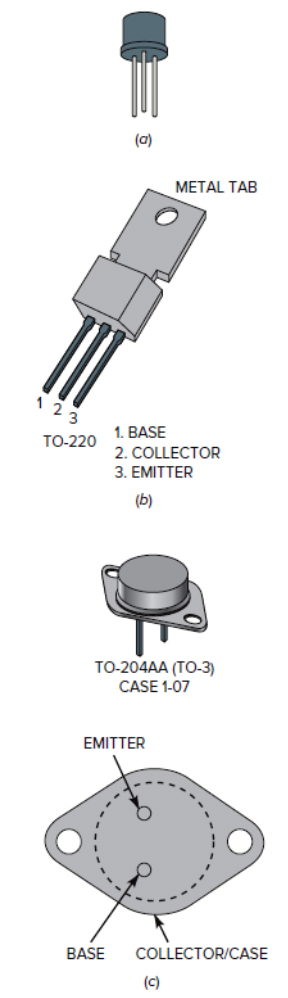 (a)
METAL TAB
1 2 3
TO-220
1. BASE
2. COLLECTOR
3. EMITTER
(b)
TO-204AA (TO-3)
CASE 1-07
EMITTER
BASE COLLECTOR/CASE
(c)